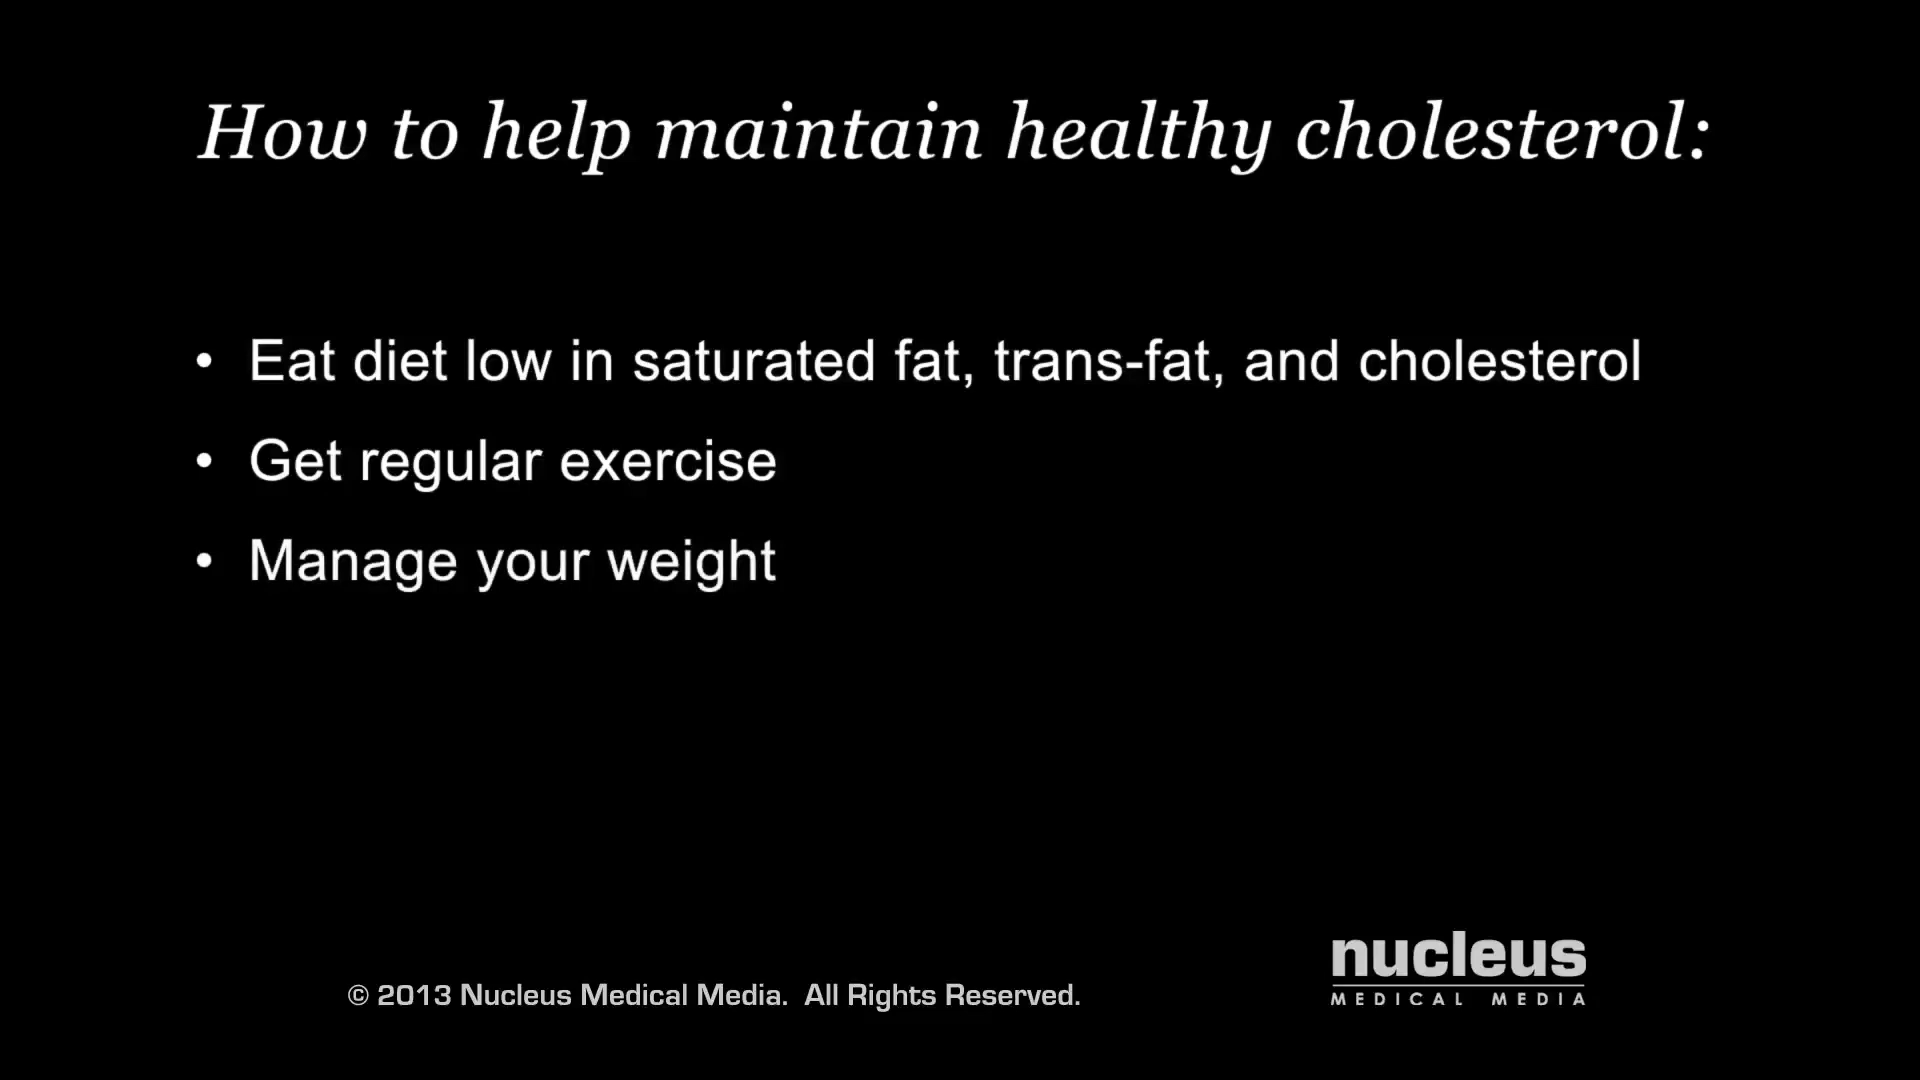 How to help maintain healthy cholesterol:
• Eat diet low in saturated fat, trans-fat, and cholesterol
• Get regular exercise
• Manage your weight
© 2013 Nucleus Medical Media. All Rights Reserved.
nucleus
MEDICAL MEDIA